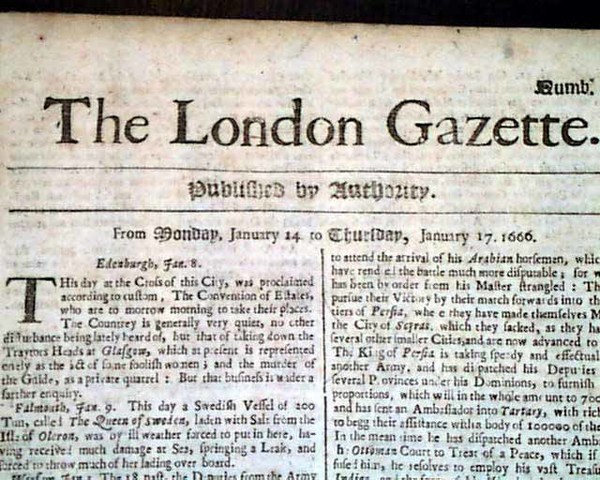 Numb.
The London Gazette.
Published by Authority.
From Monday, January 14. to Thursday, January 17. 1666.
Edenburgh, Jan. 8.
THis day at the Cross of this City, was proclaimed
according to custom, The Convention of Estates,
who are to morrow morning to take their places.
The Countrey is generally very quiet, no other
disturbance being lately heard of, but that of taking down the
Traytors Heads at Glasgow, which at present is represented
onely as the act of some foolish women; and the murder of
the Guide, as a private quarrel: But that business is under a
farther enquiry.
Falmouth, Jan. 9. This day a Swedish Vessel of 200
Tun, called The Queen of Sweden, laden with Salt from the
Isl. of Oleron, was by ill weather forced to put in here, ha-
ving received much damage at Sea, springing a Leak, and
forced to throw much of her lading over board.
the Deputies from the Army
to attend the arrival of his Arabian horsemen, whic
have rendred the battle much more disputable; for w
has been by order from his Master strangled: Th
pursue their Victory by their march forwards into th
tiers of Persia, where they have made themselves M
the City of Sgras, which they sacked, as they ha
several other smaller Cities, and are now advanced to
The King of Persia is taking speedy and effectual
another Army, and has dispatched his Deputies
several Provinces under his Dominions, to furnish
proportions, which will in the whole amount to 700
and has sent an Ambassador into Tartary, with rich
to begg their assistance with a body of 100000 of the
In the mean time he has dispatched another Amb
h: Ottoman Court to Treat of a Peace, which if
fused him, he resolves to employ his vast Treasu